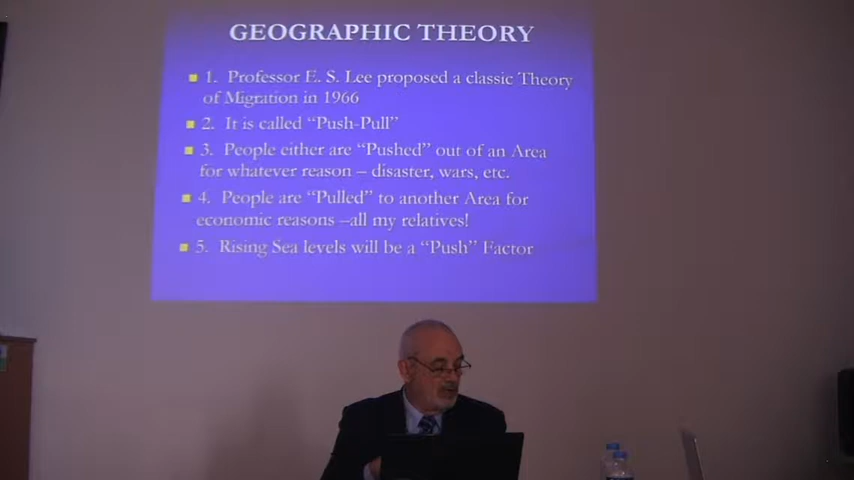 GEOGRAPHIC THEORY
1. Professor E. S. Lee proposed a classic Theory
of Migration in 1966
2. It is called “Push-Pull”
3. People either are “Pushed” out of an Area
for whatever reason – disaster, wars, etc.
4. People are “Pulled” to another Area for
economic reasons –all my relatives!
5. Rising Sea levels will be a “Push” Factor